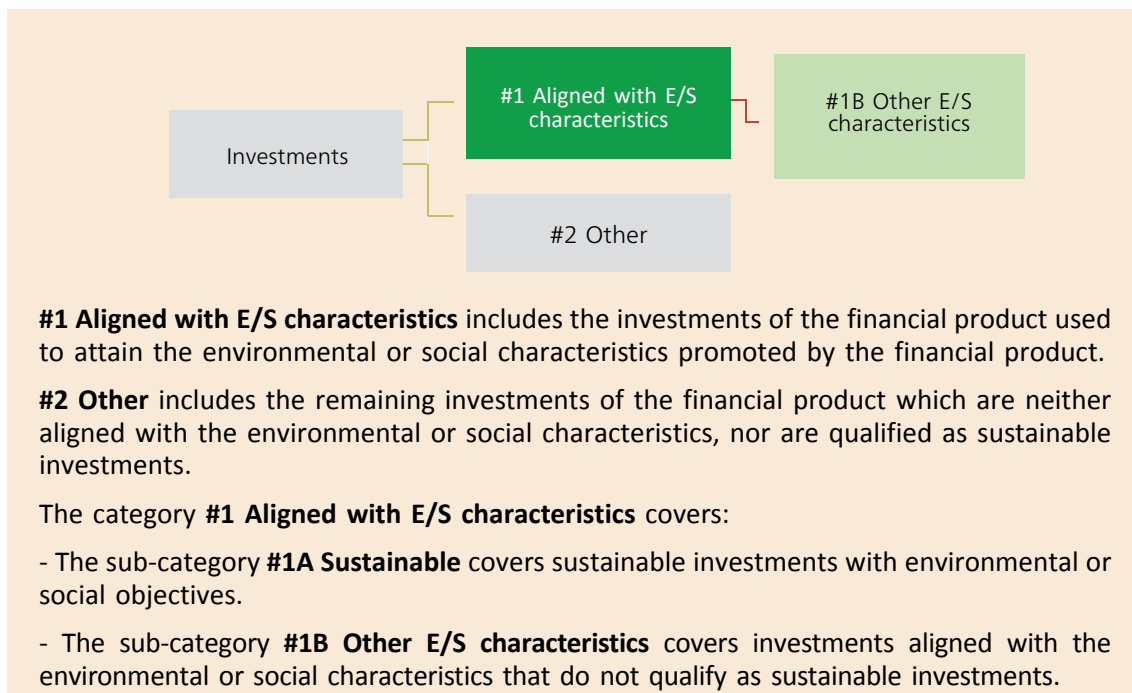 #1 Aligned with E/S
characteristics
#1B Other E/S
characteristics
Investments
#2 Other
#1 Aligned with E/S characteristics includes the investments of the financial product used
to attain the environmental or social characteristics promoted by the financial product.
#2 Other includes the remaining investments of the financial product which are neither
aligned with the environmental or social characteristics, nor are qualified as sustainable
investments.
The category #1 Aligned with E/S characteristics covers:
- The sub-category #1A Sustainable covers sustainable investments with environmental or
social objectives.
- The sub-category #1B Other E/S characteristics covers investments aligned with the
environmental or social characteristics that do not qualify as sustainable investments.